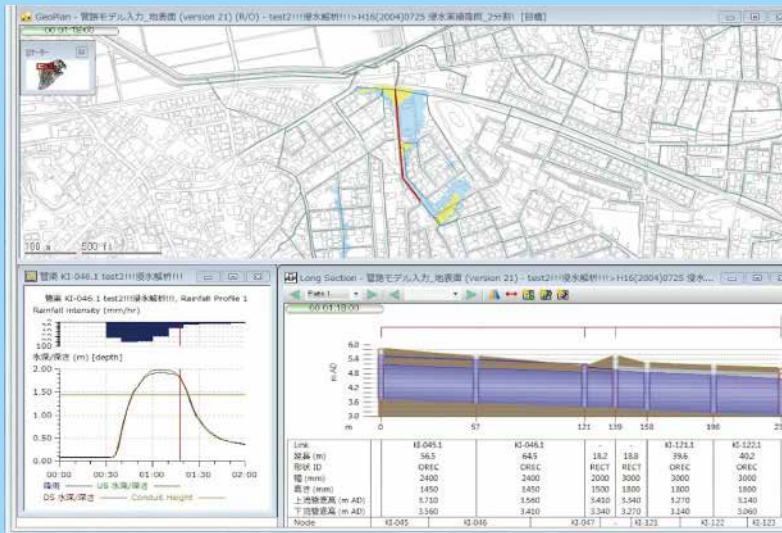 GeoPlan - 管路モデル入力_地表面 (version 21) (R/O) - test2!!!浸水解析!!!>H16(2004)0725 浸水実績降雨_2分割! [目標]
00 01:18:00
100 m 500 ft
管渠 KI-046.1 test2!!!浸水解析!!!
管渠 KI-046.1 test2!!!浸水解析!!!, Rainfall Profile 1
Rainfall intensity (mm/hr)
100
水深/深さ (m) [depth]
2.00
1.50
1.00
0.50
0.00
00:00 00:30 01:00 01:30 02:00
降雨 US 水深/深さ
DS 水深/深さ Conduit Height
Long Section - 管路モデル入力_地表面 (version 21) - test2!!!浸水解析!!!>H16(2004)0725 浸水...
00 01:18:00
m AD
6.0
5.4
4.8
4.2
3.6
3.0
m 0 57 121 139 158 198
Link KI-045.1 KI-046.1 - - KI-121.1 KI-122.1
延長 (m) 56.5 64.5 18.2 18.8 39.6 40.2
形状 ID OREC OREC RECT RECT OREC OREC
幅 (mm) 2400 2400 2000 3000 3000 3000
高さ (mm) 1450 1450 1500 1800 1800 1800
上流管底高 (m AD) 3.710 3.560 3.410 3.340 3.270 3.140
下流管底高 (m AD) 3.560 3.410 3.340 3.270 3.140 3.060
Node KI-045 KI-046 KI-047 - KI-121 KI-122 KI-123